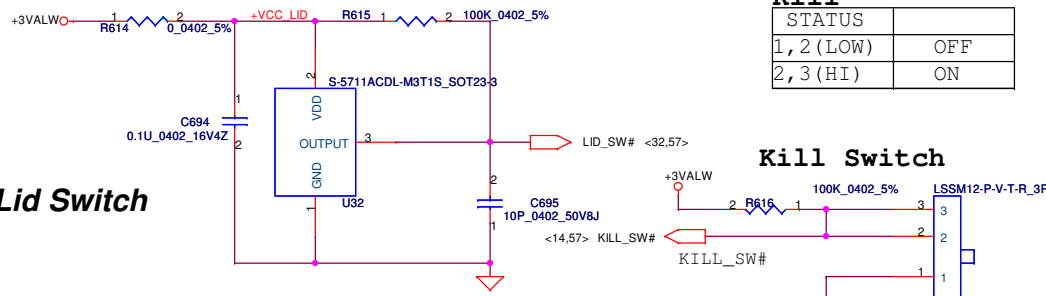 Kill
STATUS
1,2(LOW) OFF
2,3(HI) ON
+3VALW
1 2
R614 0_0402_5%
+VCC_LID
R615 1 2 100K_0402_5%
2
S-5711ACDL-M3T1S_SOT23-3
VDD
1
C694
0.1U_0402_16V4Z
2
OUTPUT 3
GND
1
U32
LID_SW# <32,57>
2
C695
10P_0402_50V8J
1
Lid Switch
Kill Switch
+3VALW
100K_0402_5%
LSSM12-P-V-T-R_3P
2 R616 1
3 3
2 2
<14,57> KILL_SW#
KILL_SW#
1 1